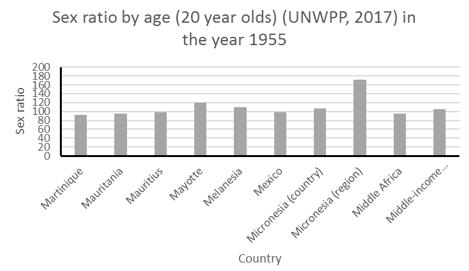 Sex ratio by age (20 year olds) (UNWPP, 2017) in
the year 1955
200
180
160
140
120
100
80
60
40
20
0
Sex ratio
Martinique
Mauritania
Mauritius
Mayotte
Melanesia
Mexico
Micronesia (country)
Micronesia (region)
Middle Africa
Middle-income...
Country